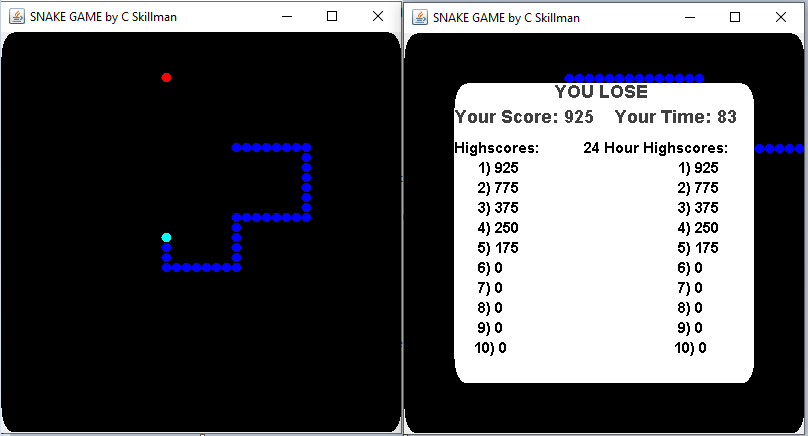 SNAKE GAME by C Skillman
SNAKE GAME by C Skillman
YOU LOSE
Your Score: 925 Your Time: 83
Highscores: 24 Hour Highscores:
1) 925 1) 925
2) 775 2) 775
3) 375 3) 375
4) 250 4) 250
5) 175 5) 175
6) 0 6) 0
7) 0 7) 0
8) 0 8) 0
9) 0 9) 0
10) 0 10) 0